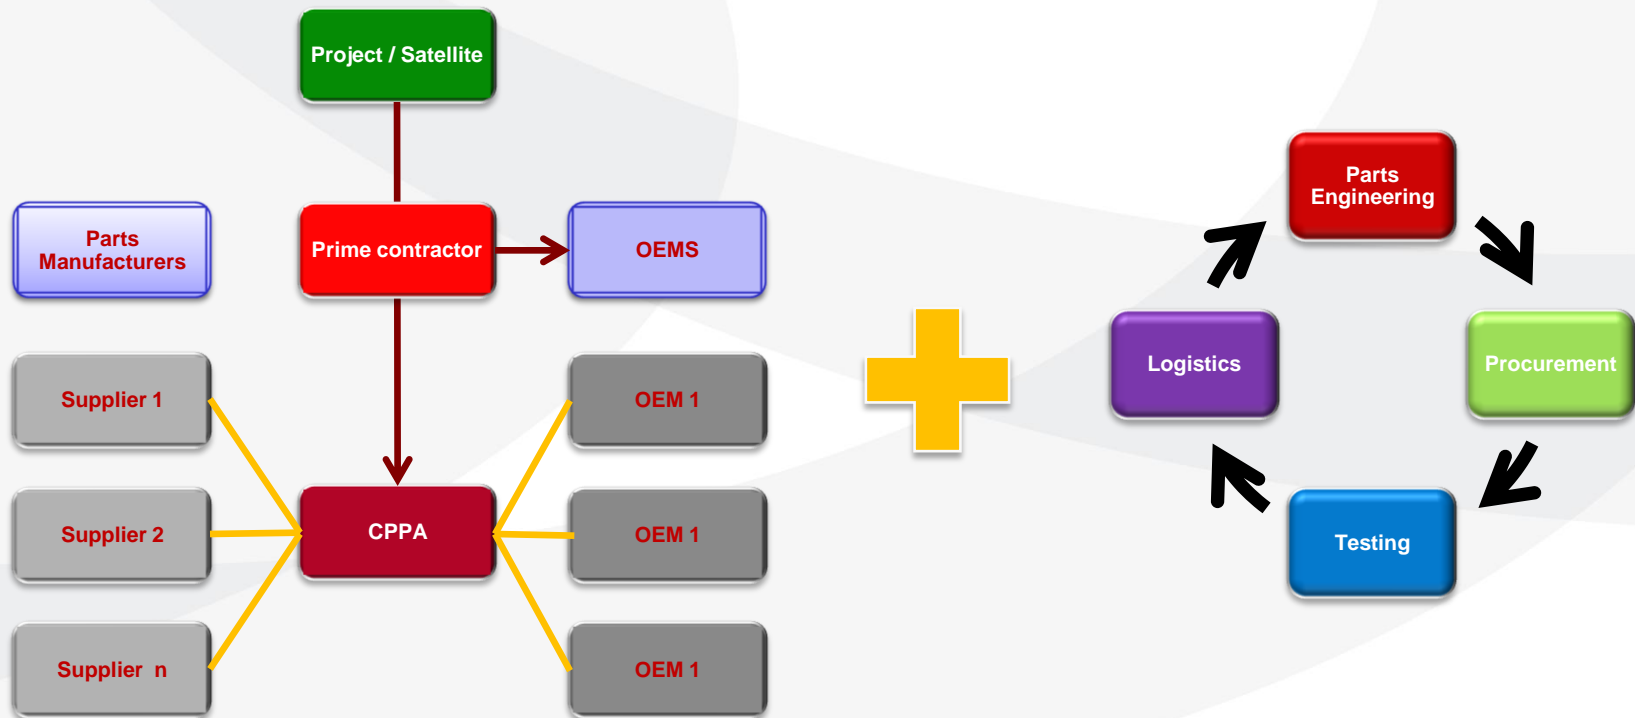 Project / Satellite
Parts
Manufacturers
Prime contractor
OEMS
Supplier 1
OEM 1
Supplier 2
CPPA
OEM 1
Supplier n
OEM 1
Parts
Engineering
Logistics
Procurement
Testing